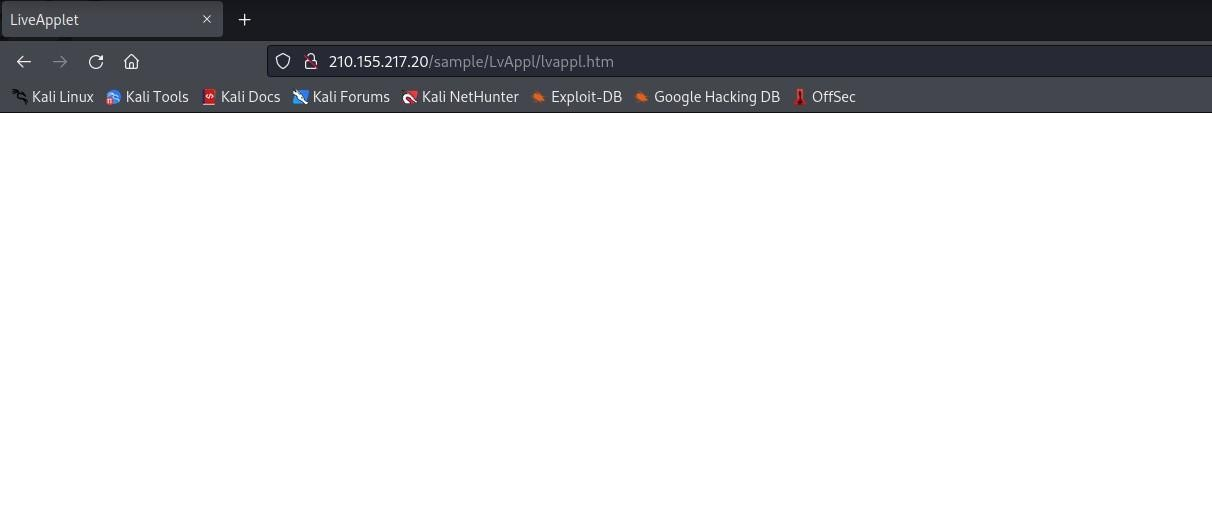 LiveApplet
210.155.217.20/sample/LvAppl/lvappl.htm
Kali Linux Kali Tools Kali Docs Kali Forums Kali NetHunter Exploit-DB Google Hacking DB OffSec